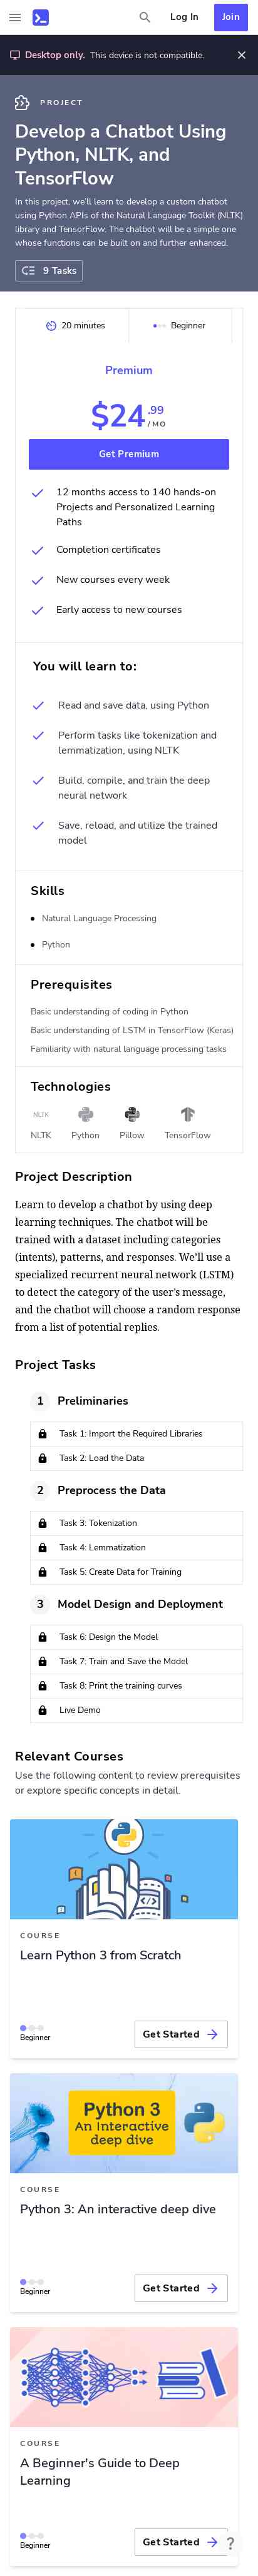 Log In
Join
Desktop only. This device is not compatible.
PROJECT
Develop a Chatbot Using
Python, NLTK, and
TensorFlow
In this project, we'll learn to develop a custom chatbot
using Python APIs of the Natural Language Toolkit (NLTK)
library and TensorFlow. The chatbot will be a simple one
whose functions can be built on and further enhanced.
9 Tasks
20 minutes
Beginner
Premium
$24 .99
/ MO
Get Premium
12 months access to 140 hands-on
Projects and Personalized Learning
Paths
Completion certificates
New courses every week
Early access to new courses
You will learn to:
Read and save data, using Python
Perform tasks like tokenization and
lemmatization, using NLTK
Build, compile, and train the deep
neural network
Save, reload, and utilize the trained
model
Skills
Natural Language Processing
Python
Prerequisites
Basic understanding of coding in Python
Basic understanding of LSTM in TensorFlow (Keras)
Familiarity with natural language processing tasks
Technologies
NLTK
NLTK
Python
Pillow
TensorFlow
Project Description
Learn to develop a chatbot by using deep
learning techniques. The chatbot will be
trained with a dataset including categories
(intents), patterns, and responses. We'll use a
specialized recurrent neural network (LSTM)
to detect the category of the user's message,
and the chatbot will choose a random response
from a list of potential replies.
Project Tasks
1 Preliminaries
Task 1: Import the Required Libraries
Task 2: Load the Data
2 Preprocess the Data
Task 3: Tokenization
Task 4: Lemmatization
Task 5: Create Data for Training
3 Model Design and Deployment
Task 6: Design the Model
Task 7: Train and Save the Model
Task 8: Print the training curves
Live Demo
Relevant Courses
Use the following content to review prerequisites
or explore specific concepts in detail.
COURSE
Learn Python 3 from Scratch
Beginner
Get Started
Python 3
An interactive
deep dive
COURSE
Python 3: An interactive deep dive
Beginner
Get Started
COURSE
A Beginner's Guide to Deep
Learning
Beginner
Get Started
?